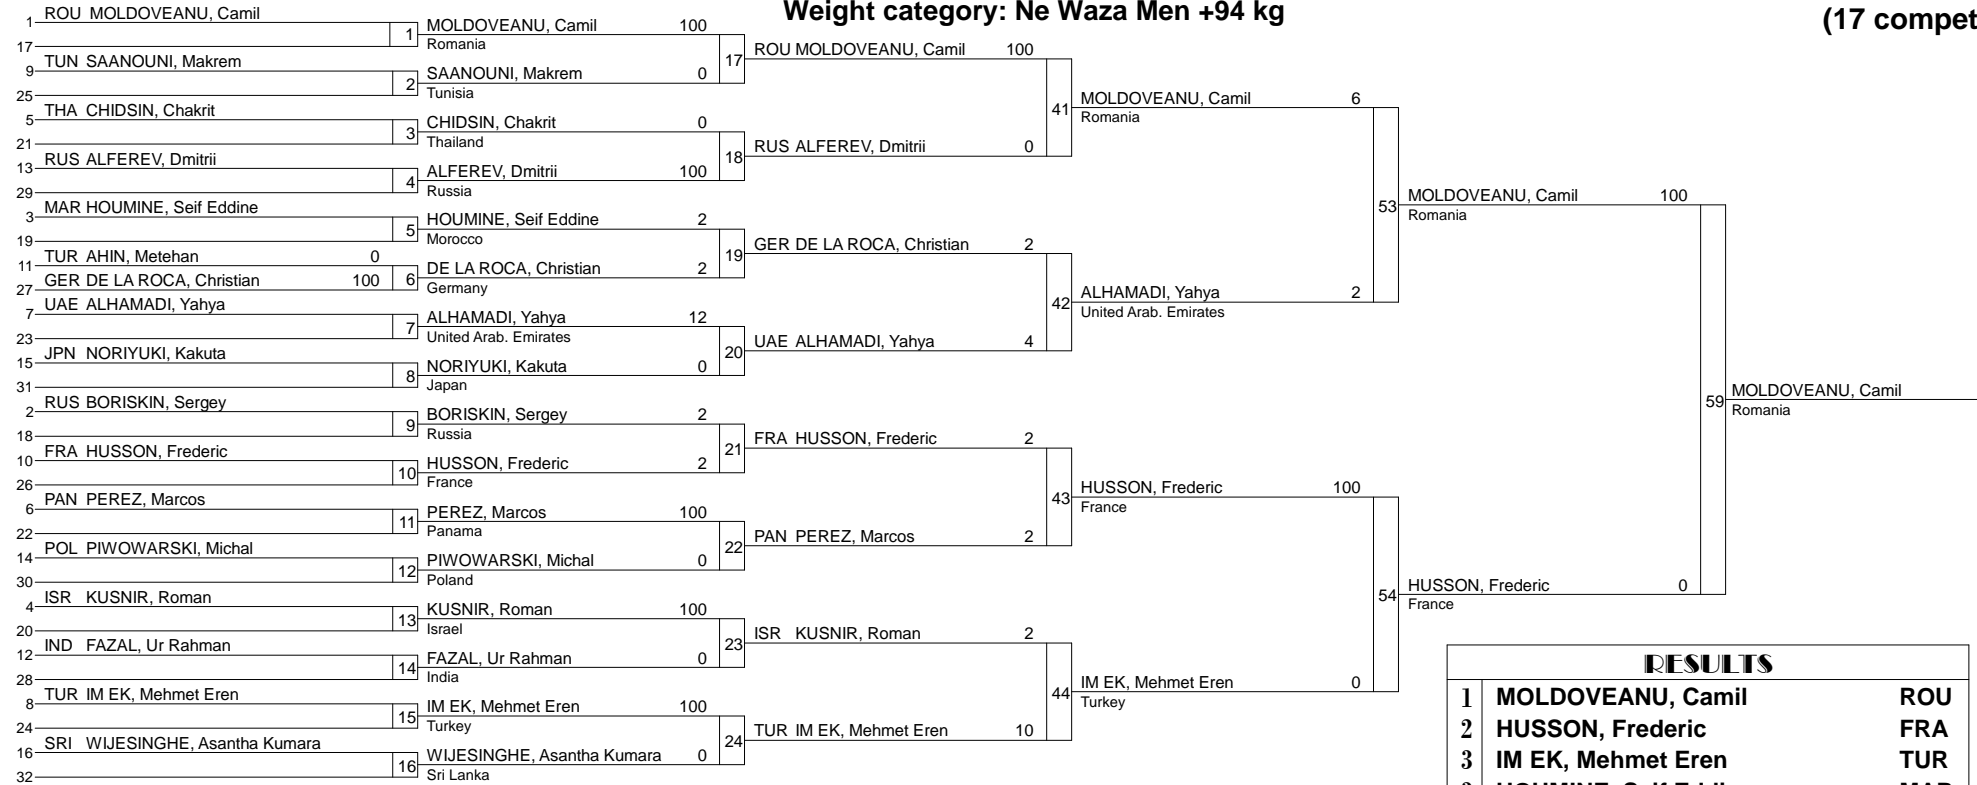 Weight category: Ne Waza Men +94 kg
(17 compet
1 ROU MOLDOVEANU, Camil
17
1
9 TUN SAANOUNI, Makrem
25
2
5 THA CHIDSIN, Chakrit
21
3
13 RUS ALFEREV, Dmitrii
29
4
3 MAR HOUMINE, Seif Eddine
19
5
11 TUR AHIN, Metehan 0
27 GER DE LA ROCA, Christian 100
6
7 UAE ALHAMADI, Yahya
23
7
15 JPN NORIYUKI, Kakuta
31
8
2 RUS BORISKIN, Sergey
18
9
10 FRA HUSSON, Frederic
26
10
6 PAN PEREZ, Marcos
22
11
14 POL PIWOWARSKI, Michal
30
12
4 ISR KUSNIR, Roman
20
13
12 IND FAZAL, Ur Rahman
28
14
8 TUR IM EK, Mehmet Eren
24
15
16 SRI WIJESINGHE, Asantha Kumara
32
16
MOLDOVEANU, Camil 100
Romania
17
SAANOUNI, Makrem 0
Tunisia
CHIDSIN, Chakrit 0
Thailand
18
ALFEREV, Dmitrii 100
Russia
HOUMINE, Seif Eddine 2
Morocco
19
DE LA ROCA, Christian 2
Germany
ALHAMADI, Yahya 12
United Arab. Emirates
20
NORIYUKI, Kakuta 0
Japan
BORISKIN, Sergey 2
Russia
21
HUSSON, Frederic 2
France
PEREZ, Marcos 100
Panama
22
PIWOWARSKI, Michal 0
Poland
KUSNIR, Roman 100
Israel
23
FAZAL, Ur Rahman 0
India
IM EK, Mehmet Eren 100
Turkey
24
WIJESINGHE, Asantha Kumara 0
Sri Lanka
ROU MOLDOVEANU, Camil 100
41
RUS ALFEREV, Dmitrii 0
GER DE LA ROCA, Christian 2
42
UAE ALHAMADI, Yahya 4
FRA HUSSON, Frederic 2
43
PAN PEREZ, Marcos 2
ISR KUSNIR, Roman 2
44
TUR IM EK, Mehmet Eren 10
MOLDOVEANU, Camil 6
Romania
53
ALHAMADI, Yahya 2
United Arab. Emirates
HUSSON, Frederic 100
France
54
IM EK, Mehmet Eren 0
Turkey
MOLDOVEANU, Camil 100
Romania
59
HUSSON, Frederic 0
France
MOLDOVEANU, Camil
Romania
RESULTS
1 MOLDOVEANU, Camil ROU
2 HUSSON, Frederic FRA
3 IM EK, Mehmet Eren TUR
3 HOUMINE, Seif Eddine MAR